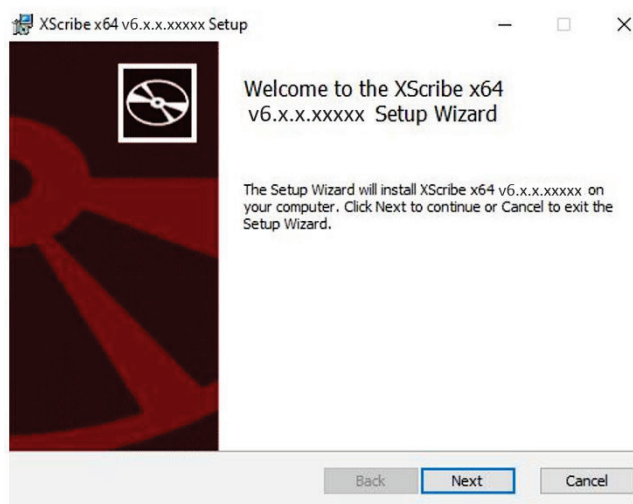 XScribe x64 v6.x.x.xxxxx Setup
Welcome to the XScribe x64
v6.x.x.xxxxx Setup Wizard
The Setup Wizard will install XScribe x64 v6.x.x.xxxxx on
your computer. Click Next to continue or Cancel to exit the
Setup Wizard.
Back Next Cancel